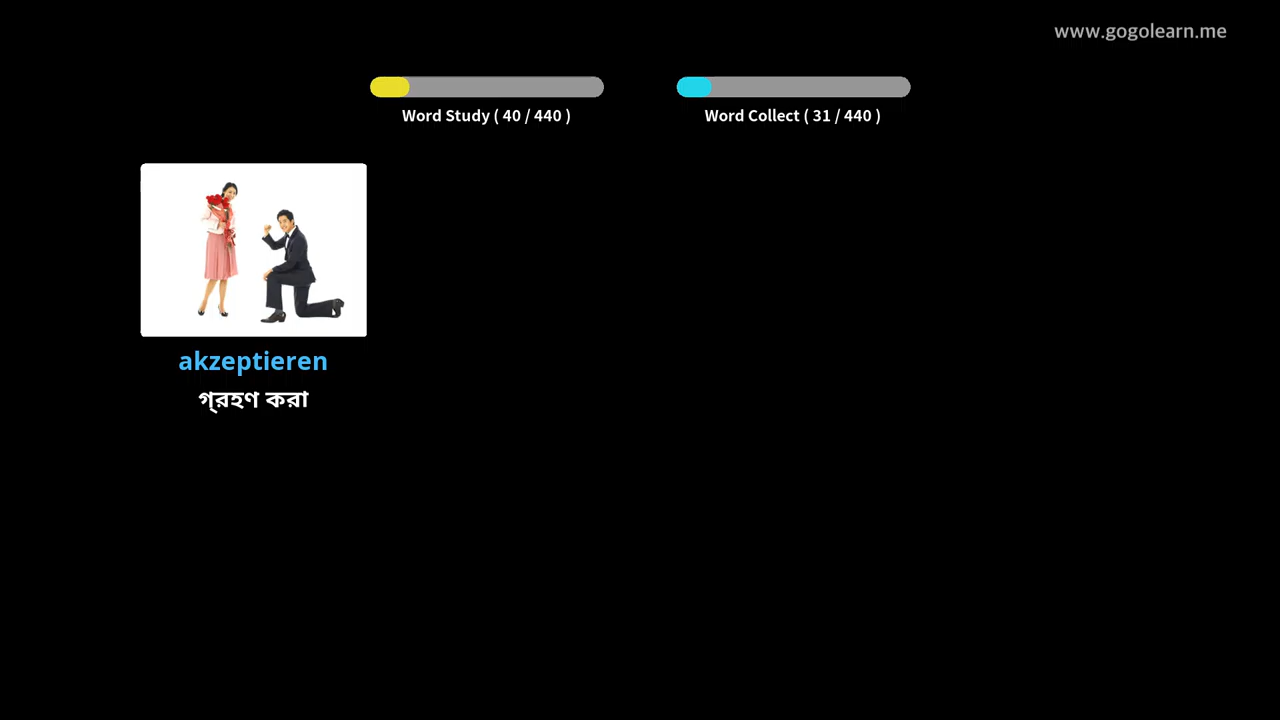 www.gogolearn.me
Word Study ( 40 / 440 )
Word Collect ( 31 / 440 )
akzeptieren
গ্রহণ করা